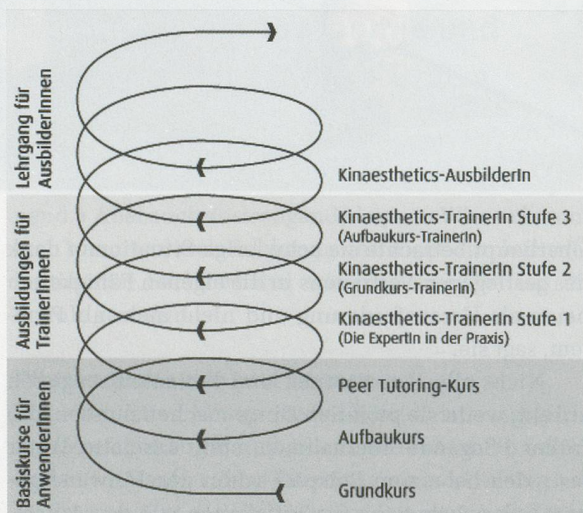 Lehrgang für
AusbilderInnen
Kinaesthetics-AusbilderIn
Ausbildungen für
TrainerInnen
Kinaesthetics-TrainerIn Stufe 3
(Aufbaukurs-TrainerIn)
Kinaesthetics-TrainerIn Stufe 2
(Grundkurs-TrainerIn)
Kinaesthetics-TrainerIn Stufe 1
(Die ExpertIn in der Praxis)
Basiskurse für
AnwenderInnen
Peer Tutoring-Kurs
Aufbaukurs
Grundkurs